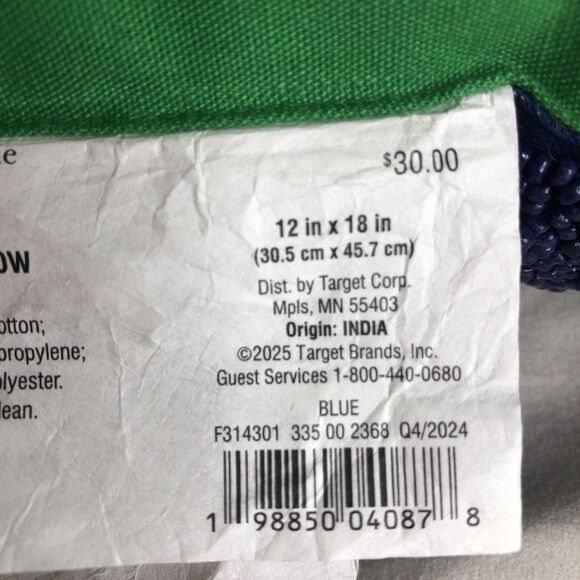 $30.00
12 in x 18 in
(30.5 cm x 45.7 cm)
Dist. by Target Corp.
Mpls, MN 55403
Origin: INDIA
©2025 Target Brands, Inc.
Guest Services 1-800-440-0680
BLUE
F314301 335 00 2368 Q4/2024
1 98850 04087 8
e
OW
otton;
propylene;
olyester.
lean.